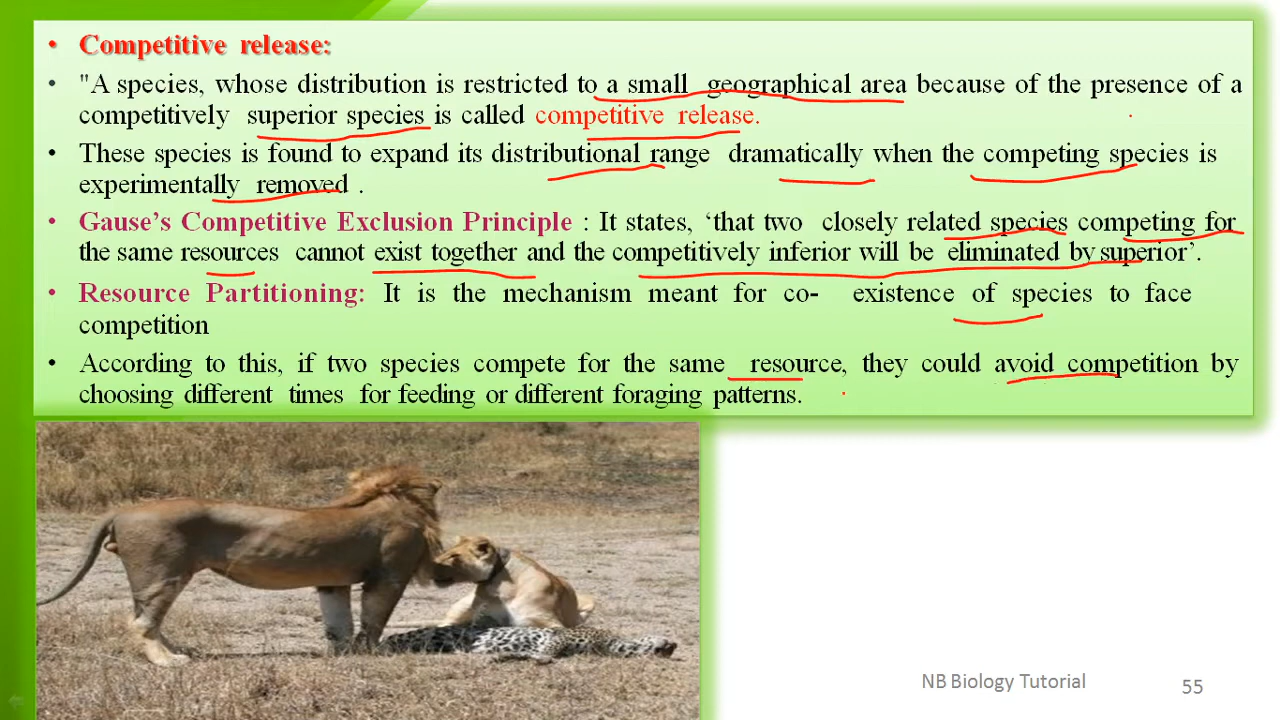 • Competitive release:
• "A species, whose distribution is restricted to a small geographical area because of the presence of a
competitively superior species is called competitive release.
• These species is found to expand its distributional range dramatically when the competing species is
experimentally removed .
• Gause’s Competitive Exclusion Principle : It states, ‘that two closely related species competing for
the same resources cannot exist together and the competitively inferior will be eliminated by superior’.
• Resource Partitioning: It is the mechanism meant for co- existence of species to face
competition
• According to this, if two species compete for the same resource, they could avoid competition by
choosing different times for feeding or different foraging patterns.
NB Biology Tutorial
55